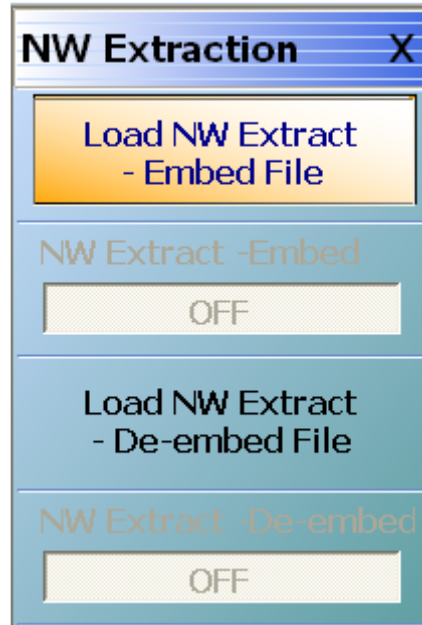 NW Extraction X
Load NW Extract
- Embed File
NW Extract -Embed
OFF
Load NW Extract
- De-embed File
NW Extract -De-embed
OFF